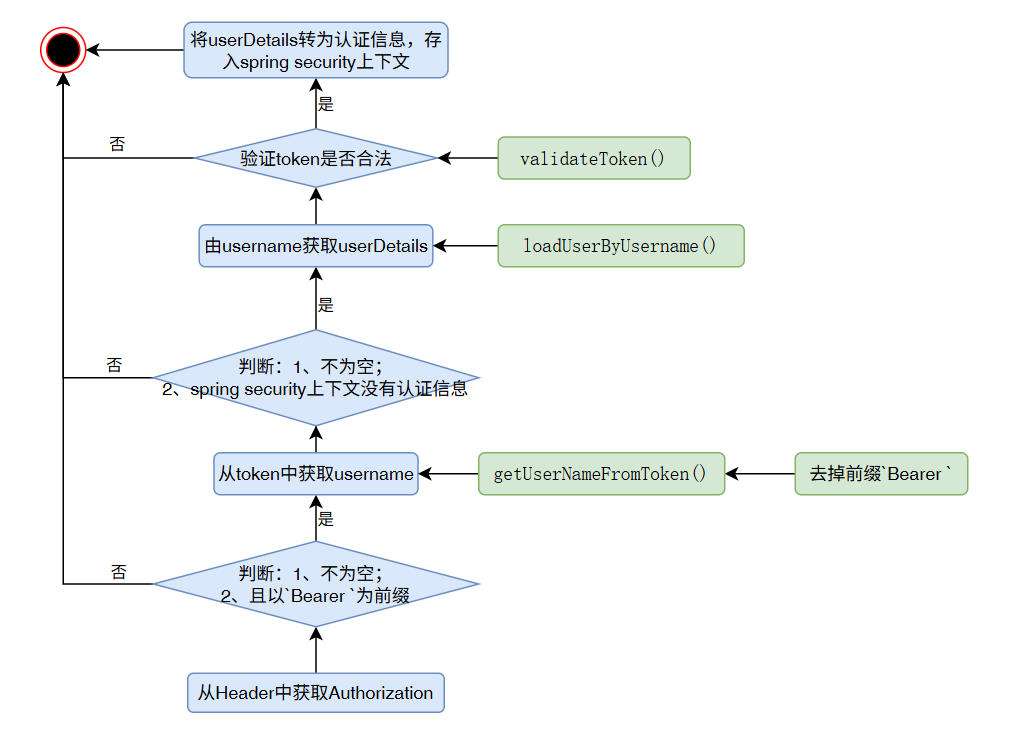 将userDetails转为认证信息，存
入spring security上下文
是
否
验证token是否合法
validateToken()
由username获取userDetails
loadUserByUsername()
是
否
判断：1、不为空；
2、spring security上下文没有认证信息
从token中获取username
getUserNameFromToken()
去掉前缀`Bearer `
是
否
判断：1、不为空；
2、且以`Bearer `为前缀
从Header中获取Authorization